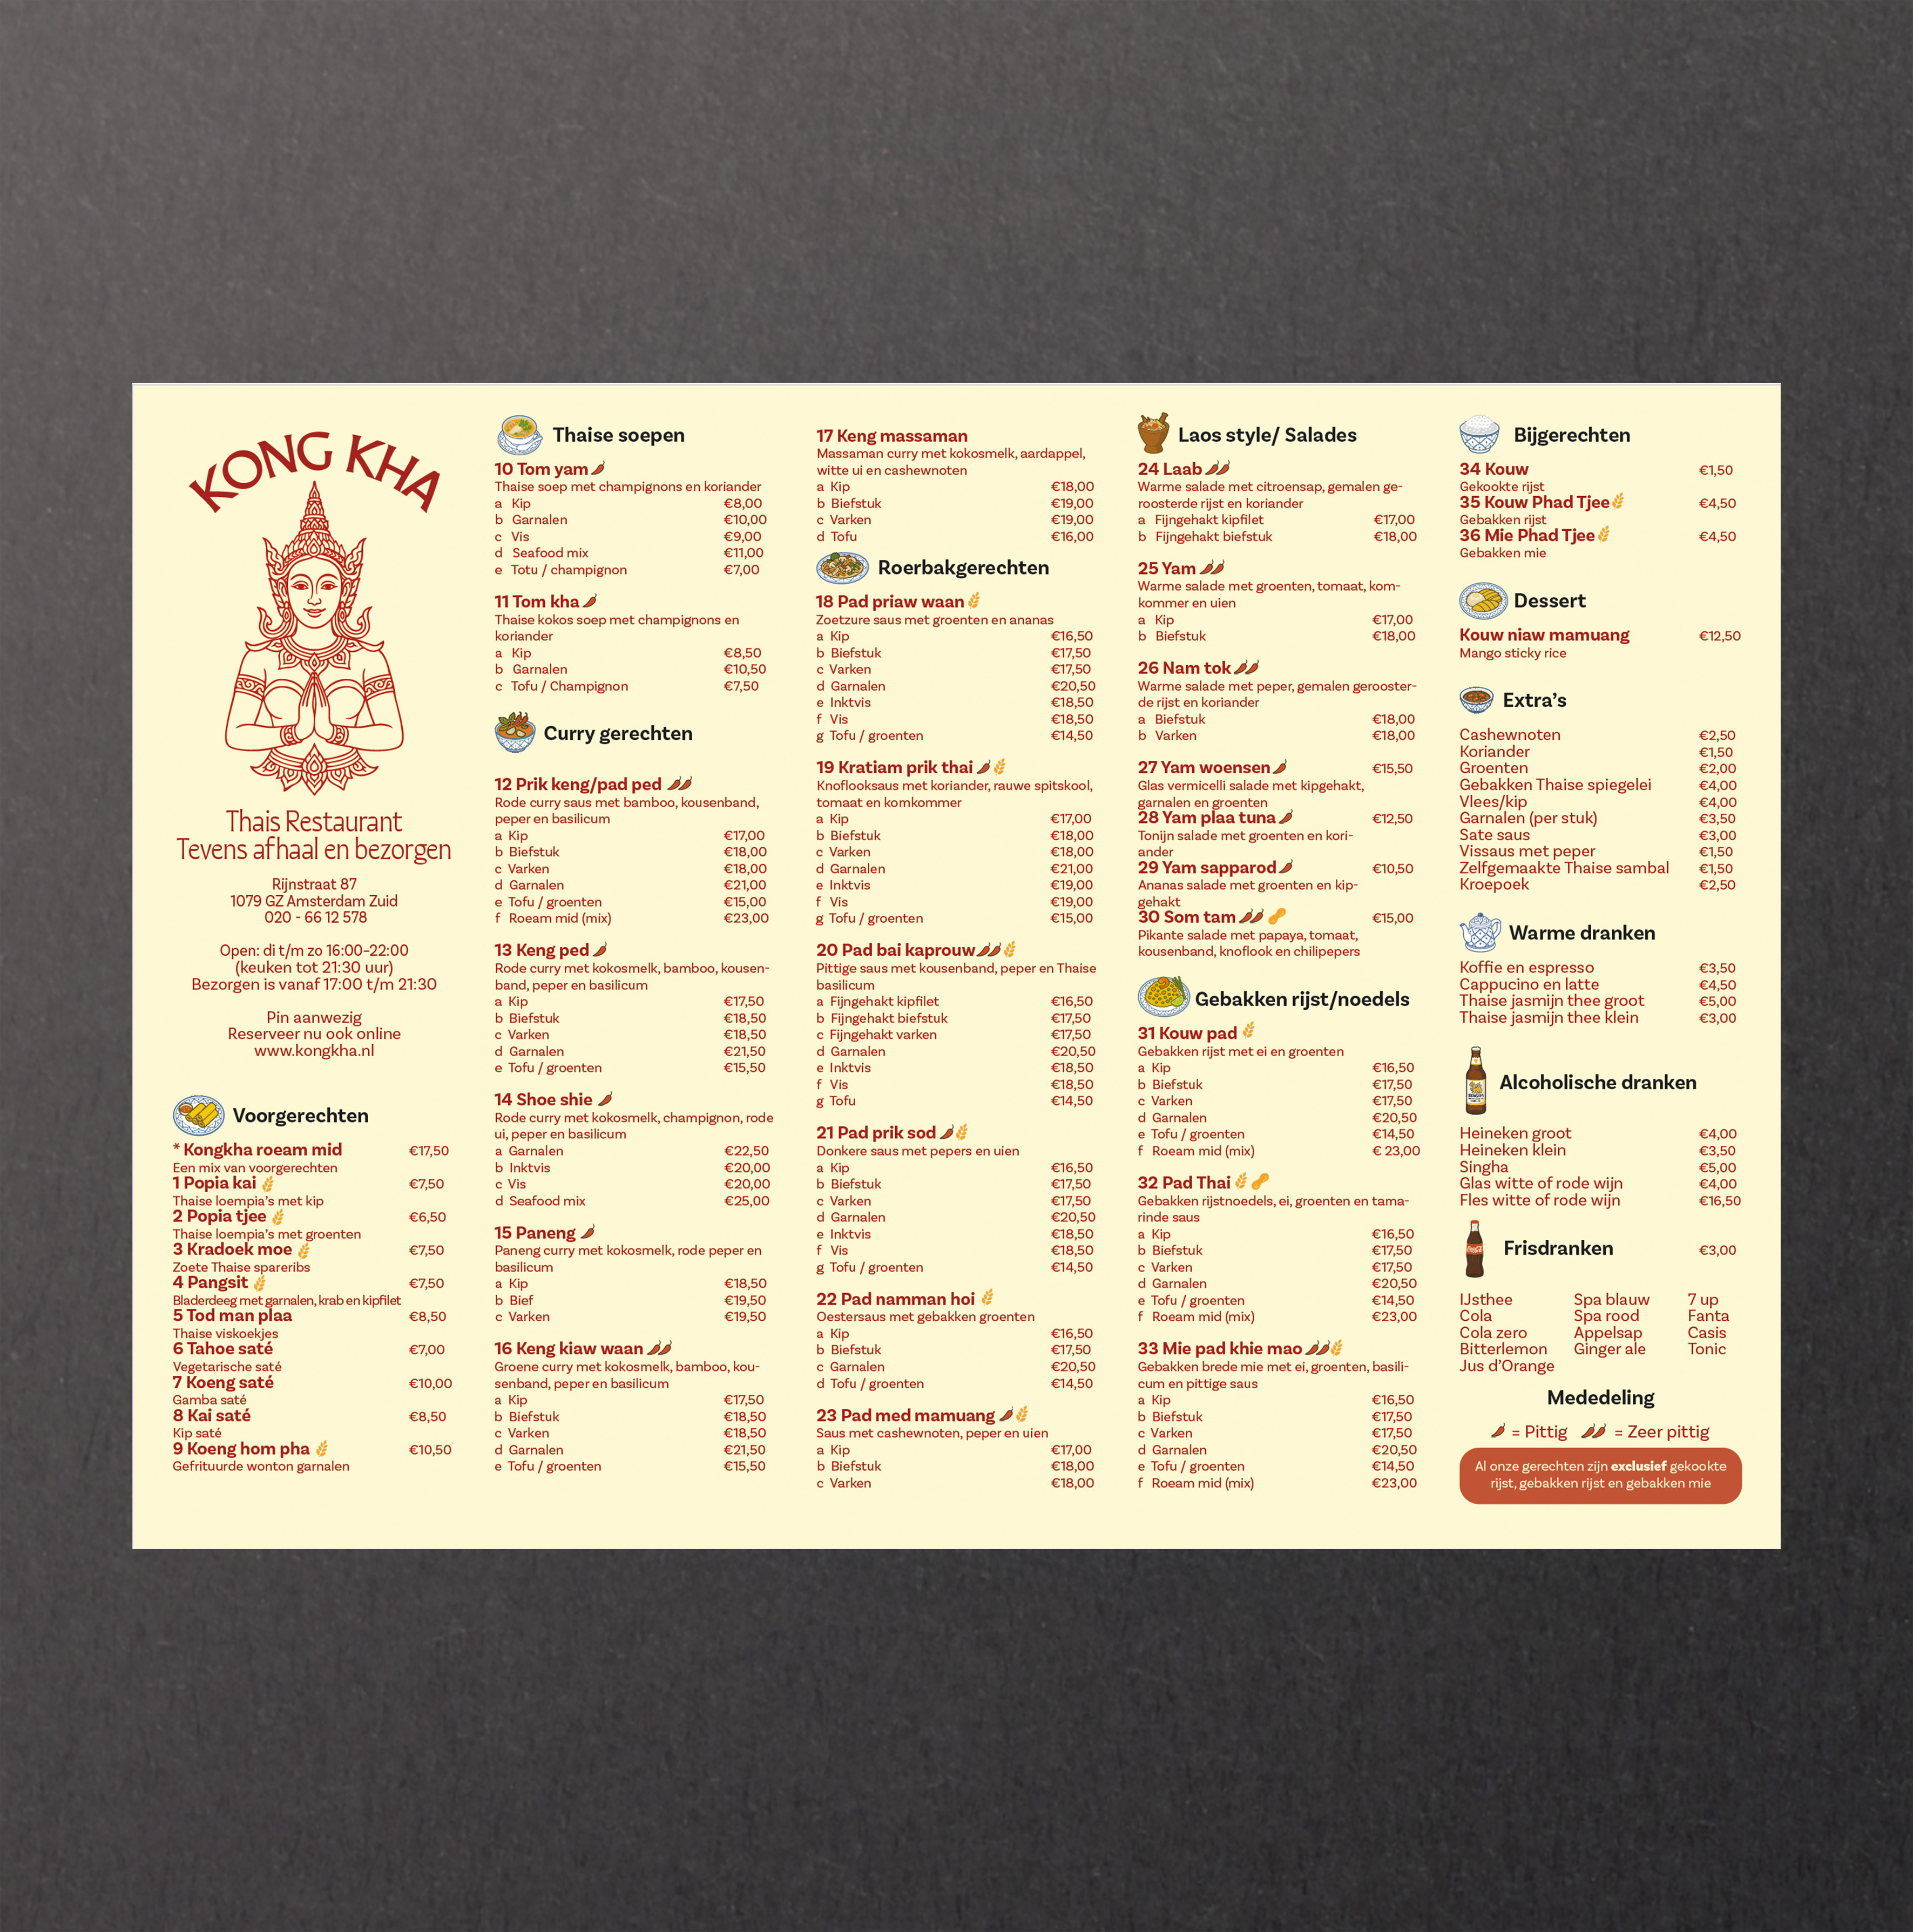 KONG KHA
Thais Restaurant
Tevens afhaal en bezorgen
Rijnstraat 87
1079 GZ Amsterdam Zuid
020 - 66 12 578
Open: di t/m zo 16:00-22:00
(keuken tot 21:30 uur)
Bezorgen is vanaf 17:00 t/m 21:30
Pin aanwezig
Reserveer nu ook online
www.kongkha.nl
Voorgerechten
* Kongkha roeam mid €17,50
Een mix van voorgerechten
1 Popia kai €7,50
Thaise loempia's met kip
2 Popia tjee €6,50
Thaise loempia's met groenten
3 Kradoek moe €7,50
Zoete Thaise spareribs
4 Pangsit €7,50
Bladerdeeg met garnalen, krab en kipfilet
5 Tod man plaa €8,50
Thaise viskoekjes
6 Tahoe saté €7,00
Vegetarische saté
7 Koeng saté €10,00
Gamba saté
8 Kai saté €8,50
Kip saté
9 Koeng hom pha €10,50
Gefrituurde wonton garnalen
Thaise soepen
10 Tom yam
Thaise soep met champignons en koriander
a Kip €8,00
b Garnalen €10,00
c Vis €9,00
d Seafood mix €11,00
e Totu / champignon €7,00
11 Tom kha
Thaise kokos soep met champignons en
koriander
a Kip €8,50
b Garnalen €10,50
c Tofu / Champignon €7,50
Curry gerechten
12 Prik keng/pad ped
Rode curry saus met bamboo, kousenband,
peper en basilicum
a Kip €17,00
b Biefstuk €18,00
c Varken €18,00
d Garnalen €21,00
e Tofu / groenten €15,00
f Roeam mid (mix) €23,00
13 Keng ped
Rode curry met kokosmelk, bamboo, kousen-
band, peper en basilicum
a Kip €17,50
b Biefstuk €18,50
c Varken €18,50
d Garnalen €21,50
e Tofu / groenten €15,50
14 Shoe shie
Rode curry met kokosmelk, champignon, rode
ui, peper en basilicum
a Garnalen €22,50
b Inktvis €20,00
c Vis €20,00
d Seafood mix €25,00
15 Paneng
Paneng curry met kokosmelk, rode peper en
basilicum
a Kip €18,50
b Bief €19,50
c Varken €19,50
16 Keng kiaw waan
Groene curry met kokosmelk, bamboo, kou-
senband, peper en basilicum
a Kip €17,50
b Biefstuk €18,50
c Varken €18,50
d Garnalen €21,50
e Tofu / groenten €15,50
17 Keng massaman
Massaman curry met kokosmelk, aardappel,
witte ui en cashewnoten
a Kip €18,00
b Biefstuk €19,00
c Varken €19,00
d Tofu €16,00
Roerbakgerechten
18 Pad priaw waan
Zoetzure saus met groenten en ananas
a Kip €16,50
b Biefstuk €17,50
c Varken €17,50
d Garnalen €20,50
e Inktvis €18,50
f Vis €18,50
g Tofu / groenten €14,50
19 Kratiam prik thai
Knoflooksaus met koriander, rauwe spitskool,
tomaat en komkommer
a Kip €17,00
b Biefstuk €18,00
c Varken €18,00
d Garnalen €21,00
e Inktvis €19,00
f Vis €19,00
g Tofu / groenten €15,00
20 Pad bai kaprouw
Pittige saus met kousenband, peper en Thaise
basilicum
a Fijngehakt kipfilet €16,50
b Fijngehakt biefstuk €17,50
c Fijngehakt varken €17,50
d Garnalen €20,50
e Inktvis €18,50
f Vis €18,50
g Tofu €14,50
21 Pad prik sod
Donkere saus met pepers en uien
a Kip €16,50
b Biefstuk €17,50
c Varken €17,50
d Garnalen €20,50
e Inktvis €18,50
f Vis €18,50
g Tofu / groenten €14,50
22 Pad namman hoi
Oestersaus met gebakken groenten
a Kip €16,50
b Biefstuk €17,50
c Garnalen €20,50
d Tofu / groenten €14,50
23 Pad med mamuang
Saus met cashewnoten, peper en uien
a Kip €17,00
b Biefstuk €18,00
c Varken €18,00
Laos style/ Salades
24 Laab
Warme salade met citroensap, gemalen ge-
roosterde rijst en koriander
a Fijngehakt kipfilet €17,00
b Fijngehakt biefstuk €18,00
25 Yam
Warme salade met groenten, tomaat, kom-
kommer en uien
a Kip €17,00
b Biefstuk €18,00
26 Nam tok
Warme salade met peper, gemalen gerooster-
de rijst en koriander
a Biefstuk €18,00
b Varken €18,00
27 Yam woensen €15,50
Glas vermicelli salade met kipgehakt,
garnalen en groenten
28 Yam plaa tuna €12,50
Tonijn salade met groenten en kori-
ander
29 Yam sapparod €10,50
Ananas salade met groenten en kip-
gehakt
30 Som tam €15,00
Pikante salade met papaya, tomaat,
kousenband, knoflook en chilipepers
Gebakken rijst/noedels
31 Kouw pad
Gebakken rijst met ei en groenten
a Kip €16,50
b Biefstuk €17,50
c Varken €17,50
d Garnalen €20,50
e Tofu / groenten €14,50
f Roeam mid (mix) € 23,00
32 Pad Thai
Gebakken rijstnoedels, ei, groenten en tama-
rinde saus
a Kip €16,50
b Biefstuk €17,50
c Varken €17,50
d Garnalen €20,50
e Tofu / groenten €14,50
f Roeam mid (mix) €23,00
33 Mie pad khie mao
Gebakken brede mie met ei, groenten, basili-
cum en pittige saus
a Kip €16,50
b Biefstuk €17,50
c Varken €17,50
d Garnalen €20,50
e Tofu / groenten €14,50
f Roeam mid (mix) €23,00
Bijgerechten
34 Kouw €1,50
Gekookte rijst
35 Kouw Phad Tjee €4,50
Gebakken rijst
36 Mie Phad Tjee €4,50
Gebakken mie
Dessert
Kouw niaw mamuang €12,50
Mango sticky rice
Extra's
Cashewnoten €2,50
Koriander €1,50
Groenten €2,00
Gebakken Thaise spiegelei €4,00
Vlees/kip €4,00
Garnalen (per stuk) €3,50
Sate saus €3,00
Vissaus met peper €1,50
Zelfgemaakte Thaise sambal €1,50
Kroepoek €2,50
Warme dranken
Koffie en espresso €3,50
Cappucino en latte €4,50
Thaise jasmijn thee groot €5,00
Thaise jasmijn thee klein €3,00
Alcoholische dranken
Heineken groot €4,00
Heineken klein €3,50
Singha €5,00
Glas witte of rode wijn €4,00
Fles witte of rode wijn €16,50
Frisdranken €3,00
IJsthee Spa blauw 7 up
Cola Spa rood Fanta
Cola zero Appelsap Casis
Bitterlemon Ginger ale Tonic
Jus d'Orange
Mededeling
= Pittig = Zeer pittig
Al onze gerechten zijn exclusief gekookte
rijst, gebakken rijst en gebakken mie